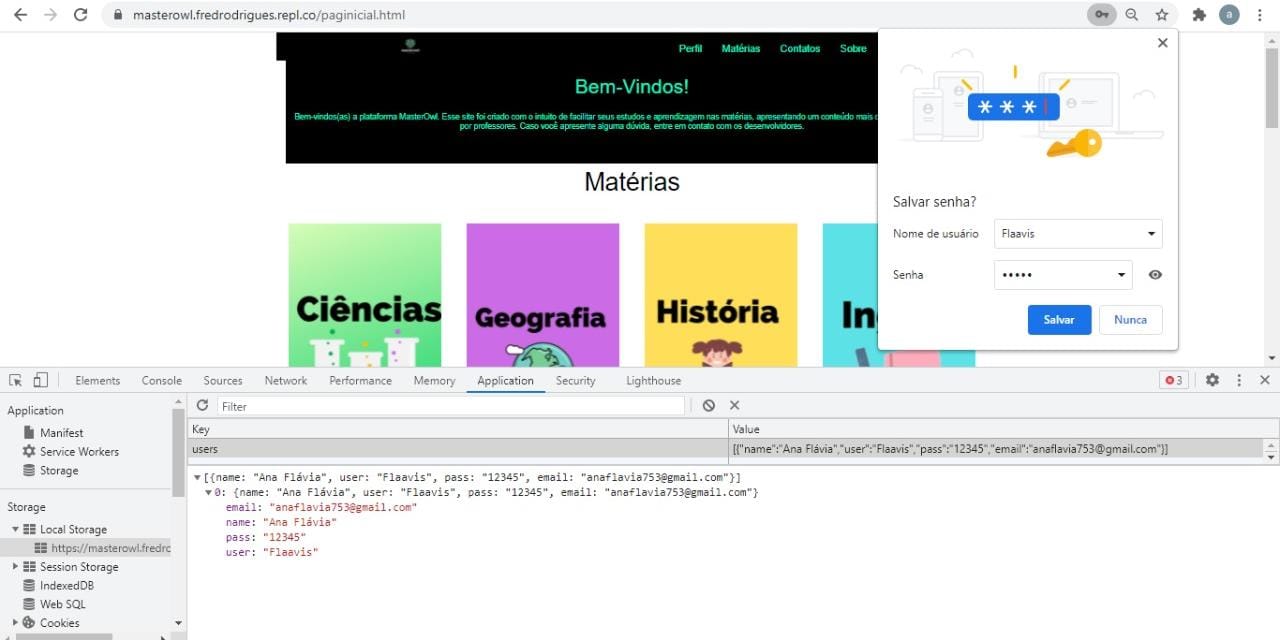 masterowl.fredrodrigues.repl.co/paginicial.html
a
Perfil Matérias Contatos Sobre
Bem-Vindos!
Bem-vindos(as) a plataforma MasterOwl. Esse site foi criado com o intuito de facilitar seus estudos e aprendizagem nas matérias, apresentando um conteúdo mais
por professores. Caso você apresente alguma dúvida, entre em contato com os desenvolvedores.
Matérias
Ciências
Geografia
História
In
* * *
Salvar senha?
Nome de usuário Flaavis
Senha •••••
Salvar Nunca
Elements Console Sources Network Performance Memory Application Security Lighthouse 3
Application
Manifest
Service Workers
Storage
Storage
Local Storage
https://masterowl.fredro
Session Storage
IndexedDB
Web SQL
Cookies
Filter
Key Value
users [{"name":"Ana Flávia","user":"Flaavis","pass":"12345","email":"anaflavia753@gmail.com"}]
[{name: "Ana Flávia", user: "Flaavis", pass: "12345", email: "anaflavia753@gmail.com"}]
0: {name: "Ana Flávia", user: "Flaavis", pass: "12345", email: "anaflavia753@gmail.com"}
email: "anaflavia753@gmail.com"
name: "Ana Flávia"
pass: "12345"
user: "Flaavis"